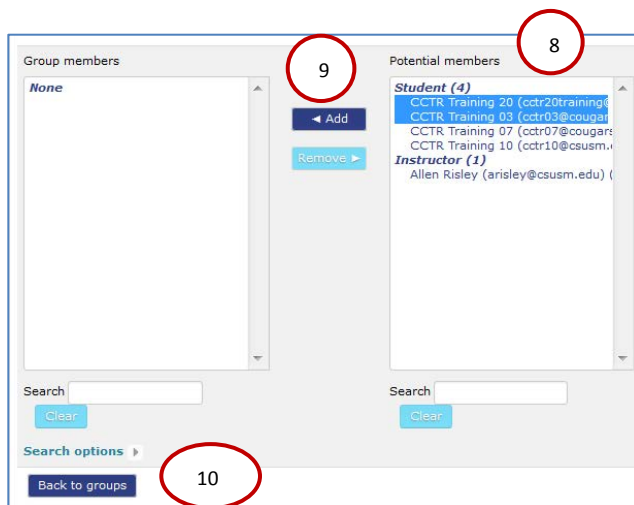 8
Group members
9
Potential members
None
Student (4)
CCTR Training 20 (cctr20training@
CCTR Training 03 (cctr03@cougar
CCTR Training 07 (cctr07@cougars
CCTR Training 10 (cctr10@csusm.
Instructor (1)
Allen Risley (arisley@csusm.edu) (
◄ Add
Remove ►
Search
Clear
Search
Clear
Search options
Back to groups
10